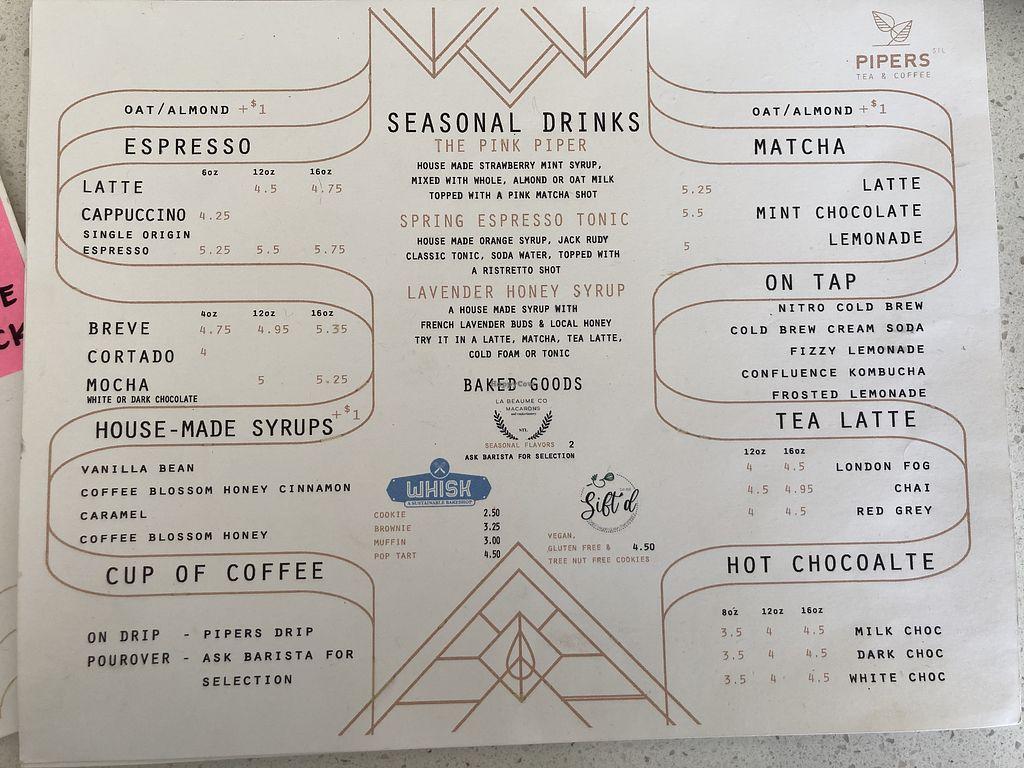 PIPERS STL
TEA & COFFEE
OAT/ALMOND +$1
ESPRESSO
6oz 12oz 16oz
LATTE 4.5 4.75
CAPPUCCINO 4.25
SINGLE ORIGIN
ESPRESSO 5.25 5.5 5.75
4oz 12oz 16oz
BREVE 4.75 4.95 5.35
CORTADO 4
MOCHA 5 5.25
WHITE OR DARK CHOCOLATE
HOUSE-MADE SYRUPS +$1
VANILLA BEAN
COFFEE BLOSSOM HONEY CINNAMON
CARAMEL
COFFEE BLOSSOM HONEY
CUP OF COFFEE
ON DRIP - PIPERS DRIP
POUROVER - ASK BARISTA FOR
SELECTION
SEASONAL DRINKS
THE PINK PIPER
HOUSE MADE STRAWBERRY MINT SYRUP,
MIXED WITH WHOLE, ALMOND OR OAT MILK
TOPPED WITH A PINK MATCHA SHOT
SPRING ESPRESSO TONIC
HOUSE MADE ORANGE SYRUP, JACK RUDY
CLASSIC TONIC, SODA WATER, TOPPED WITH
A RISTRETTO SHOT
LAVENDER HONEY SYRUP
A HOUSE MADE SYRUP WITH
FRENCH LAVENDER BUDS & LOCAL HONEY
TRY IT IN A LATTE, MATCHA, TEA LATTE,
COLD FOAM OR TONIC
BAKED GOODS
LA BEAUME CO
MACARONS
STL
SEASONAL FLAVORS 2
ASK BARISTA FOR SELECTION
WHISK
A SUSTAINABLE BAKESHOP
COOKIE 2.50
BROWNIE 3.25
MUFFIN 3.00
POP TART 4.50
Sift'd
VEGAN,
GLUTEN FREE & 4.50
TREE NUT FREE COOKIES
OAT/ALMOND +$1
MATCHA
5.25 LATTE
5.5 MINT CHOCOLATE
5 LEMONADE
ON TAP
NITRO COLD BREW
COLD BREW CREAM SODA
FIZZY LEMONADE
CONFLUENCE KOMBUCHA
FROSTED LEMONADE
TEA LATTE
12oz 16oz
4 4.5 LONDON FOG
4.5 4.95 CHAI
4 4.5 RED GREY
HOT CHOCOALTE
8oz 12oz 16oz
3.5 4 4.5 MILK CHOC
3.5 4 4.5 DARK CHOC
3.5 4 4.5 WHITE CHOC